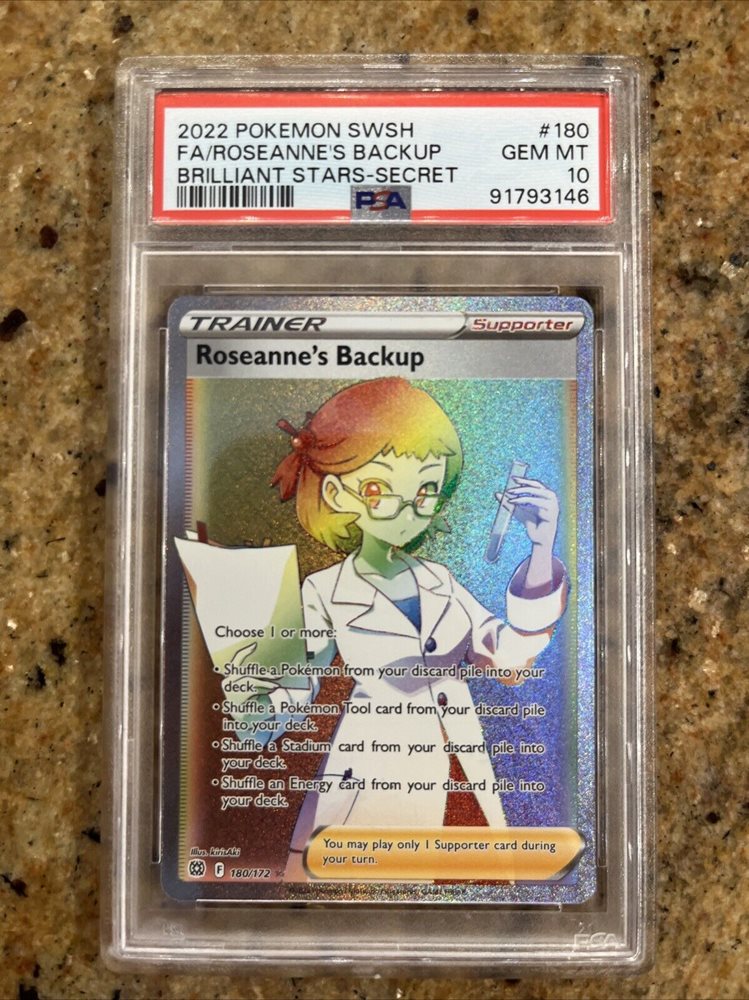 2022 POKEMON SWSH #180
FA/ROSEANNE'S BACKUP GEM MT
BRILLIANT STARS-SECRET 10
PSA 91793146
TRAINER Supporter
Roseanne's Backup
Choose 1 or more:
• Shuffle a Pokémon from your discard pile into your
deck.
• Shuffle a Pokémon Tool card from your discard pile
into your deck.
• Shuffle a Stadium card from your discard pile into
your deck.
• Shuffle an Energy card from your discard pile into
your deck.
You may play only 1 Supporter card during
your turn.
Illus. kirisAki
F 180/172
PSA